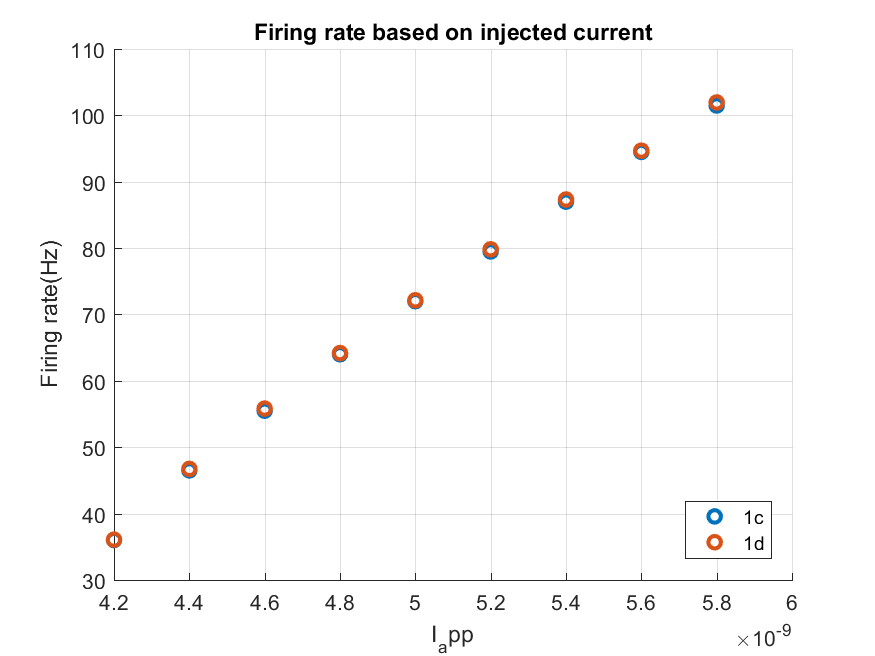 Firing rate based on injected current
110
100
90
80
70
60
50
40
30
Firing rate(Hz)
1c
1d
4.2 4.4 4.6 4.8 5 5.2 5.4 5.6 5.8 6
I_app
×10^-9